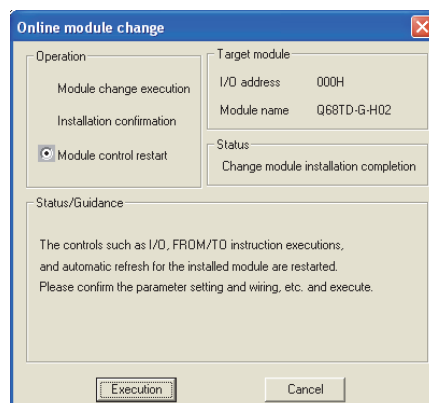 Online module change
Operation
Module change execution
Installation confirmation
Module control restart
Target module
I/O address 000H
Module name Q68TD-G-H02
Status
Change module installation completion
Status/Guidance
The controls such as I/O, FROM/TO instruction executions,
and automatic refresh for the installed module are restarted.
Please confirm the parameter setting and wiring, etc. and execute.
Execution Cancel